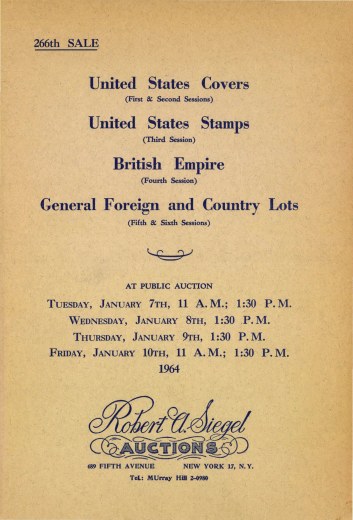 266th SALE
United States Covers
(First & Second Sessions)
United States Stamps
(Third Session)
British Empire
(Fourth Session)
General Foreign and Country Lots
(Fifth & Sixth Sessions)
AT PUBLIC AUCTION
Tuesday, January 7th, 11 A.M.; 1:30 P.M.
Wednesday, January 8th, 1:30 P.M.
Thursday, January 9th, 1:30 P.M.
Friday, January 10th, 11 A.M.; 1:30 P.M.
1964
Robert A. Siegel
AUCTIONS
489 FIFTH AVENUE NEW YORK 17, N.Y.
Tel.: MUrray Hill 2-0980